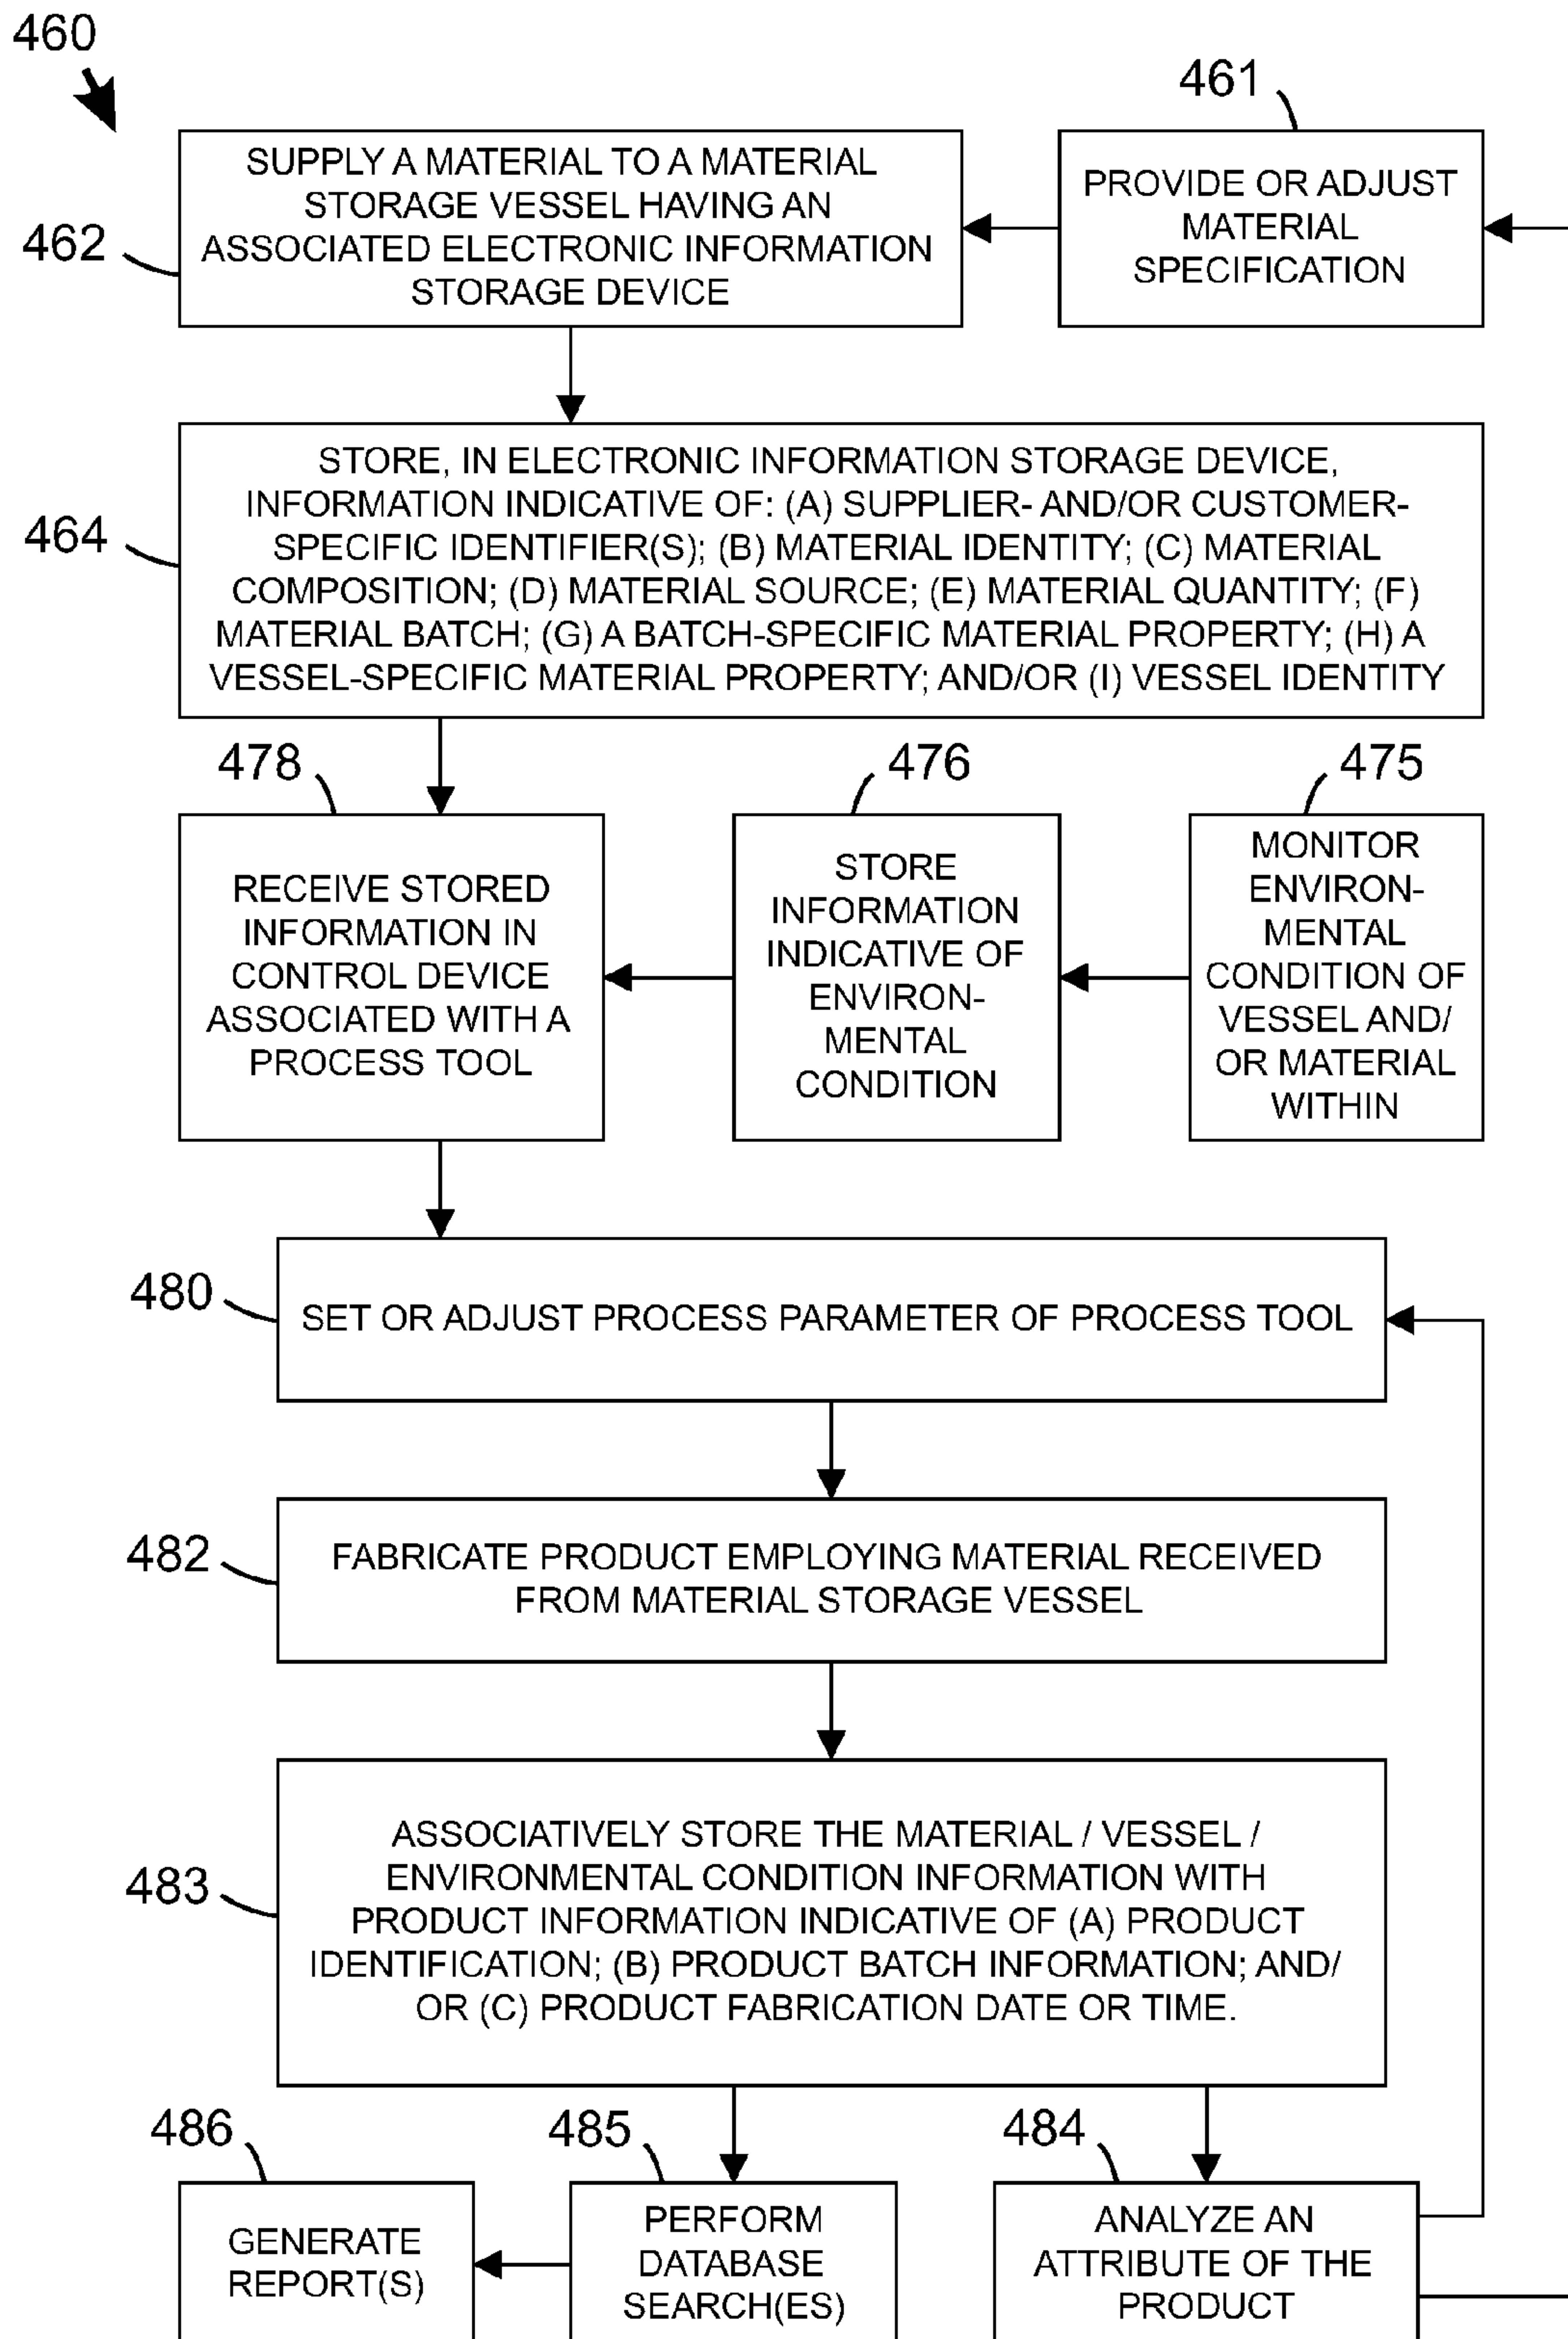 460
461
SUPPLY A MATERIAL TO A MATERIAL
STORAGE VESSEL HAVING AN
ASSOCIATED ELECTRONIC INFORMATION
STORAGE DEVICE
PROVIDE OR ADJUST
MATERIAL
SPECIFICATION
462
STORE, IN ELECTRONIC INFORMATION STORAGE DEVICE,
INFORMATION INDICATIVE OF: (A) SUPPLIER- AND/OR CUSTOMER-
SPECIFIC IDENTIFIER(S); (B) MATERIAL IDENTITY; (C) MATERIAL
COMPOSITION; (D) MATERIAL SOURCE; (E) MATERIAL QUANTITY; (F)
MATERIAL BATCH; (G) A BATCH-SPECIFIC MATERIAL PROPERTY; (H) A
VESSEL-SPECIFIC MATERIAL PROPERTY; AND/OR (I) VESSEL IDENTITY
464
478
476
475
RECEIVE STORED
INFORMATION IN
CONTROL DEVICE
ASSOCIATED WITH A
PROCESS TOOL
STORE
INFORMATION
INDICATIVE OF
ENVIRON-
MENTAL
CONDITION
MONITOR
ENVIRON-
MENTAL
CONDITION OF
VESSEL AND/
OR MATERIAL
WITHIN
480
SET OR ADJUST PROCESS PARAMETER OF PROCESS TOOL
482
FABRICATE PRODUCT EMPLOYING MATERIAL RECEIVED
FROM MATERIAL STORAGE VESSEL
483
ASSOCIATIVELY STORE THE MATERIAL / VESSEL /
ENVIRONMENTAL CONDITION INFORMATION WITH
PRODUCT INFORMATION INDICATIVE OF (A) PRODUCT
IDENTIFICATION; (B) PRODUCT BATCH INFORMATION; AND/
OR (C) PRODUCT FABRICATION DATE OR TIME.
486
485
484
GENERATE
REPORT(S)
PERFORM
DATABASE
SEARCH(ES)
ANALYZE AN
ATTRIBUTE OF THE
PRODUCT